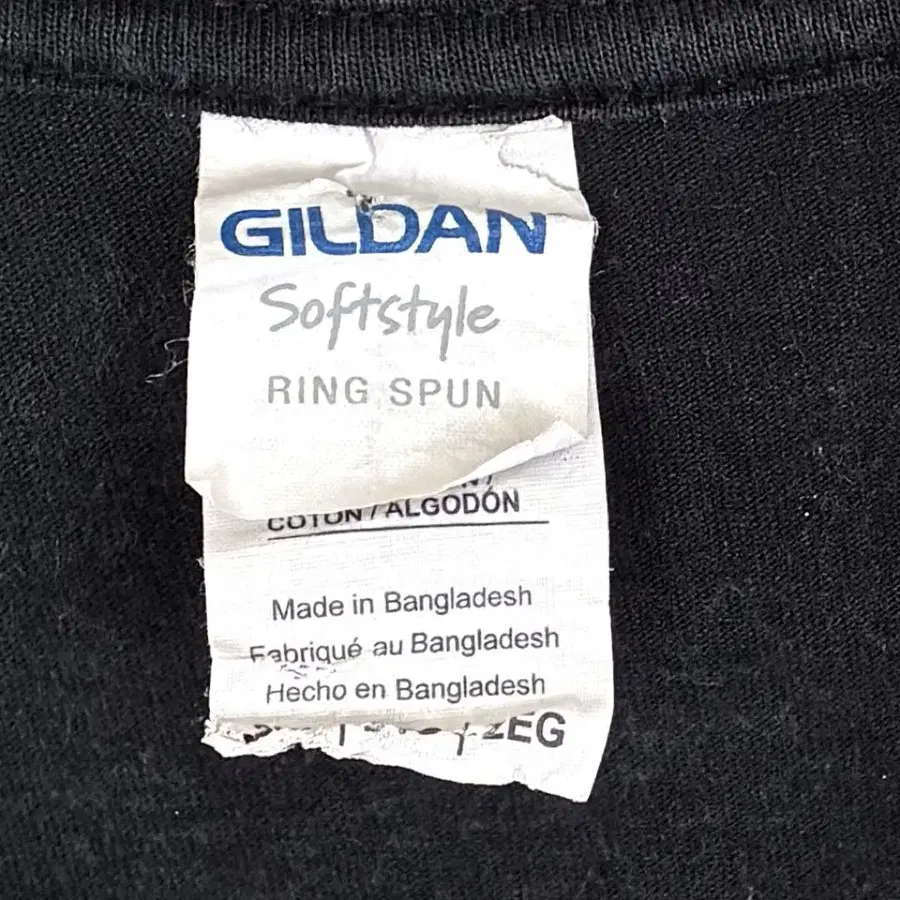 GILDAN
Softstyle
RING SPUN
COTON / ALGODÓN
Made in Bangladesh
Fabriqué au Bangladesh
Hecho en Bangladesh